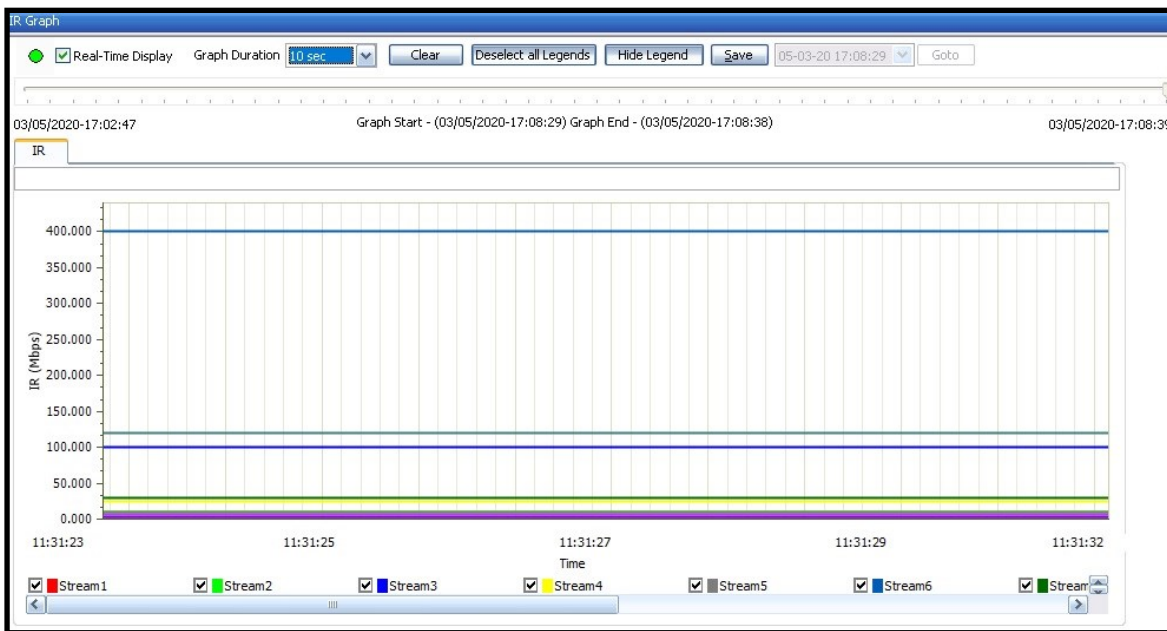 IR Graph
Real-Time Display Graph Duration 10 sec Clear Deselect all Legends Hide Legend Save 05-03-20 17:08:29 Goto
03/05/2020-17:02:47 Graph Start - (03/05/2020-17:08:29) Graph End - (03/05/2020-17:08:38) 03/05/2020-17:08:39
IR
IR (Mbps)
400.000
350.000
300.000
250.000
200.000
150.000
100.000
50.000
0.000
11:31:23 11:31:25 11:31:27 11:31:29 11:31:32
Time
Stream1 Stream2 Stream3 Stream4 Stream5 Stream6 Stream